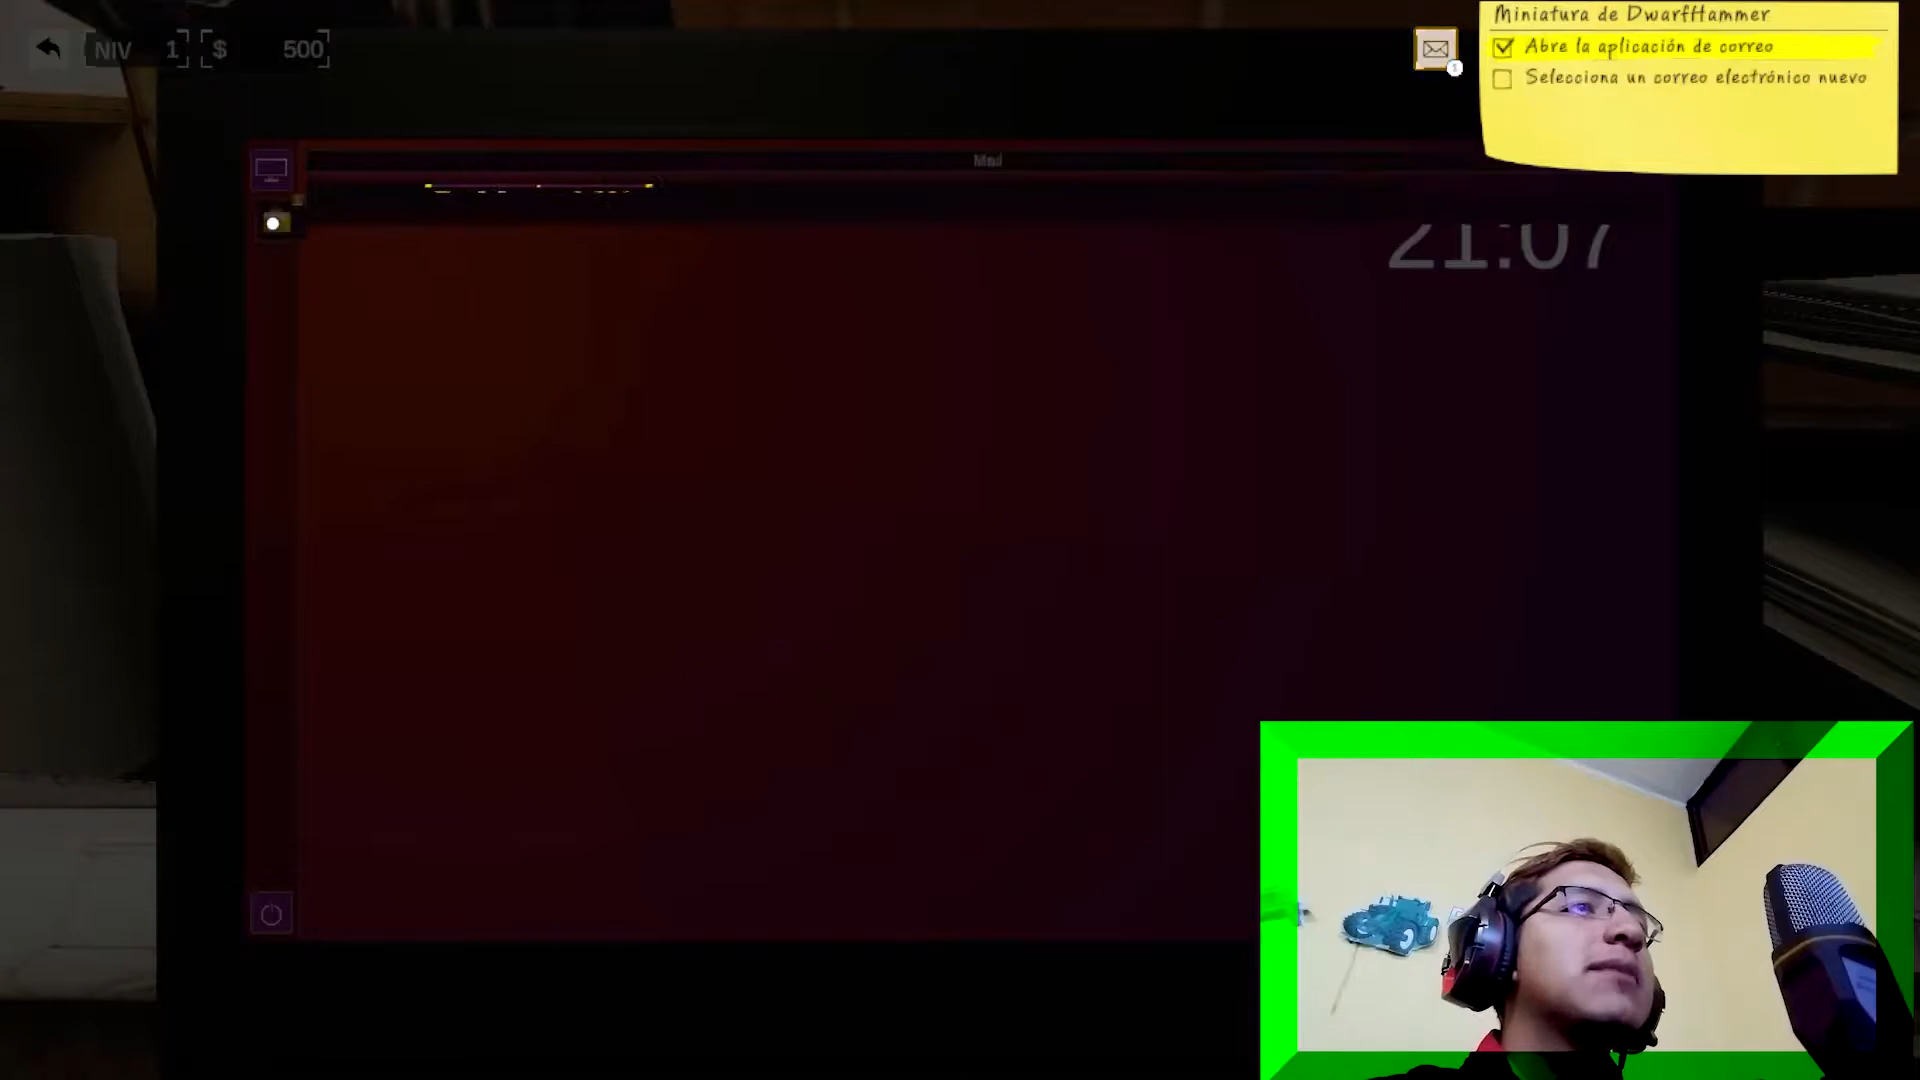 NIV 1 $ 500
Miniatura de DwarfHammer
Abre la aplicación de correo
Selecciona un correo electrónico nuevo
Mail
21:07